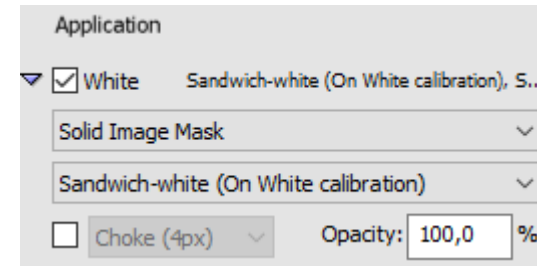 Application
White Sandwich-white (On White calibration), S..
Solid Image Mask
Sandwich-white (On White calibration)
Choke (4px) Opacity: 100,0 %